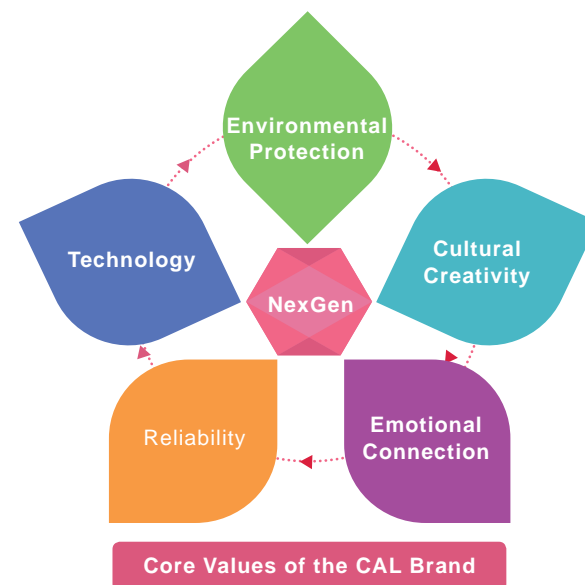 Environmental
Protection
Technology
Cultural
Creativity
NexGen
Reliability
Emotional
Connection
Core Values of the CAL Brand